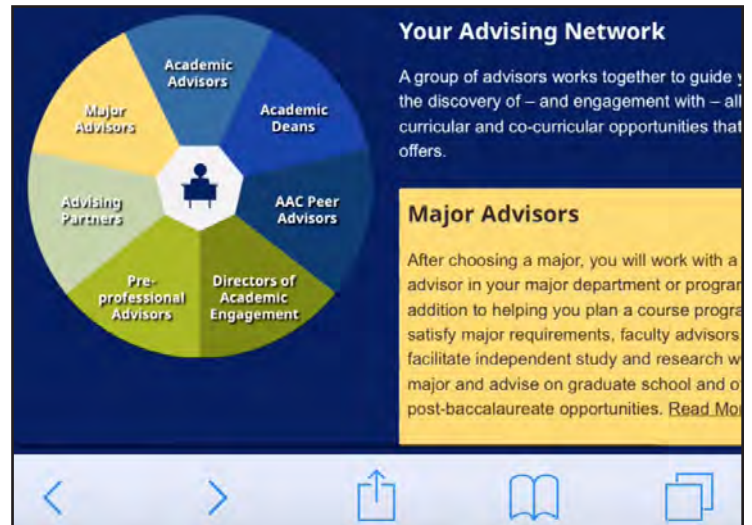 Academic
Advisors
Academic
Deans
AAC Peer
Advisors
Directors of
Academic
Engagement
Pre-
professional
Advisors
Advising
Partners
Major
Advisors
Your Advising Network
A group of advisors works together to guide
the discovery of – and engagement with – all
curricular and co-curricular opportunities that
offers.
Major Advisors
After choosing a major, you will work with a
advisor in your major department or
addition to helping you plan a course
satisfy major requirements, faculty advisors
facilitate independent study and research
major and advise on graduate school and
post-baccalaureate opportunities. Read